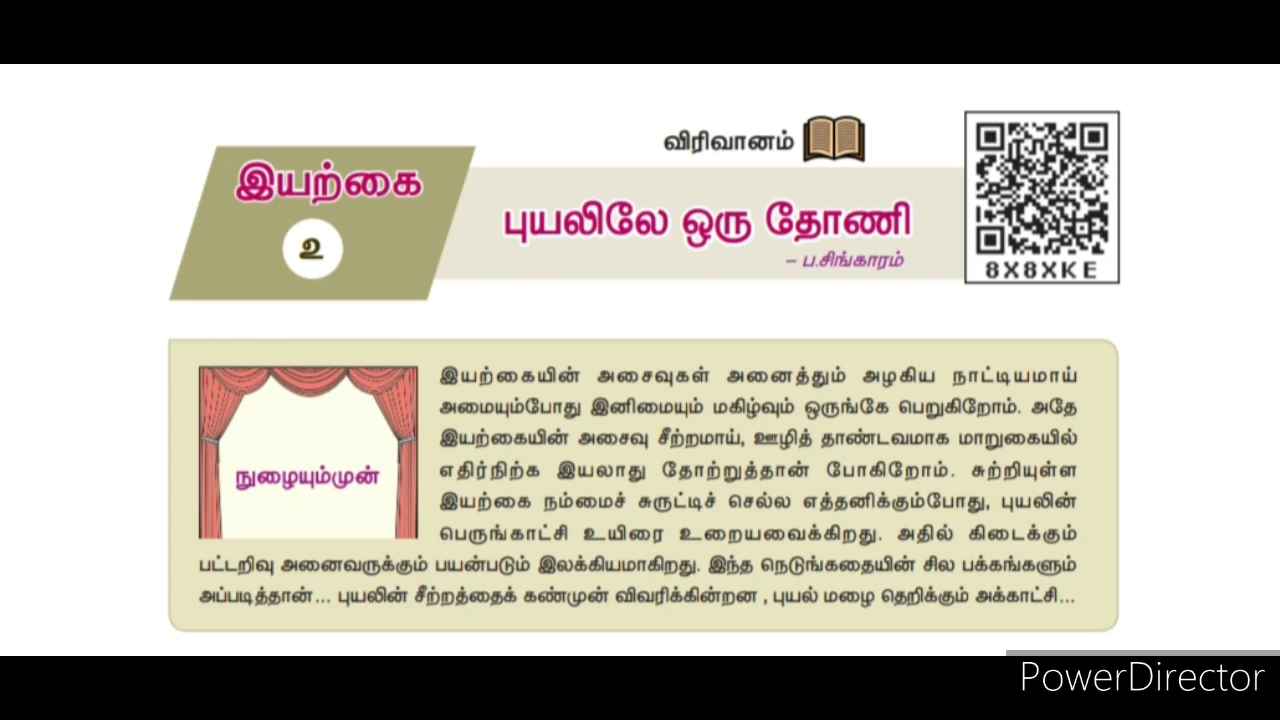 விரிவானம்
இயற்கை
உ
புயலிலே ஒரு தோணி
– ப.சிங்காரம்
8X8XKE
நுழையும்முன்
இயற்கையின் அசைவுகள் அனைத்தும் அழகிய நாட்டியமாய்
அமையும்போது இனிமையும் மகிழ்வும் ஒருங்கே பெறுகிறோம். அதே
இயற்கையின் அசைவு சீற்றமாய், ஊழித் தாண்டவமாக மாறுகையில்
எதிர்நிற்க இயலாது தோற்றுத்தான் போகிறோம். சுற்றியுள்ள
இயற்கை நம்மைச் சுருட்டிச் செல்ல எத்தனிக்கும்போது, புயலின்
பெருங்காட்சி உயிரை உறையவைக்கிறது. அதில் கிடைக்கும்
பட்டறிவு அனைவருக்கும் பயன்படும் இலக்கியமாகிறது. இந்த நெடுங்கதையின் சில பக்கங்களும்
அப்படித்தான்... புயலின் சீற்றத்தைக் கண்முன் விவரிக்கின்றன , புயல் மழை தெறிக்கும் அக்காட்சி...
PowerDirector